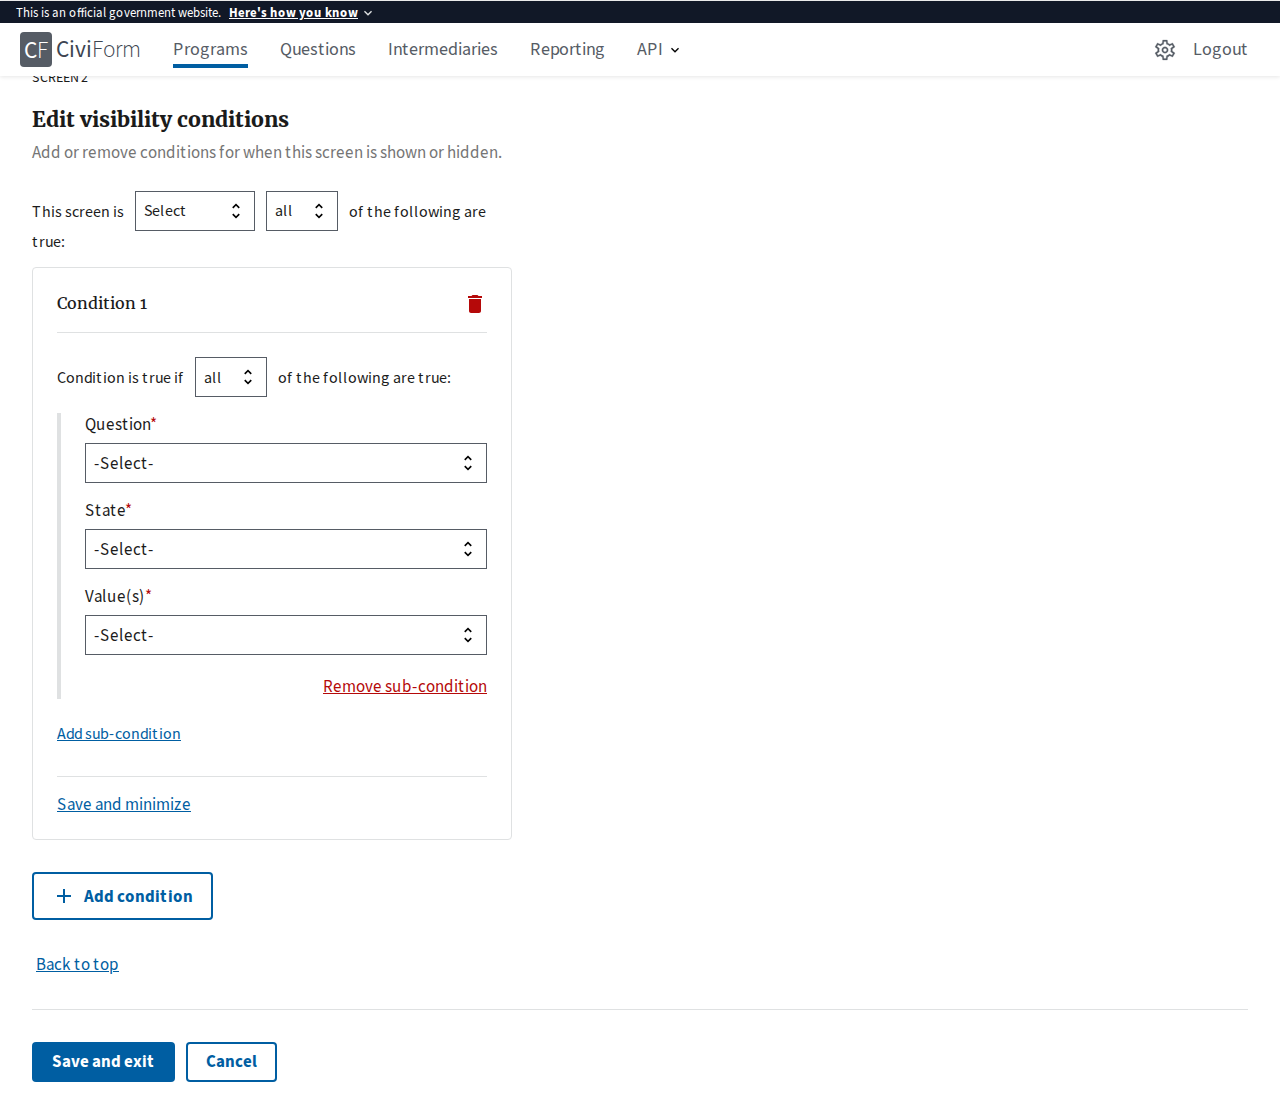 This is an official government website. Here's how you know
CF CiviForm Programs Questions Intermediaries Reporting API Logout
SCREEN 2
Edit visibility conditions
Add or remove conditions for when this screen is shown or hidden.
This screen is Select all of the following are
true:
Condition 1
Condition is true if all of the following are true:
Question*
-Select-
State*
-Select-
Value(s)*
-Select-
Remove sub-condition
Add sub-condition
Save and minimize
Add condition
Back to top
Save and exit Cancel